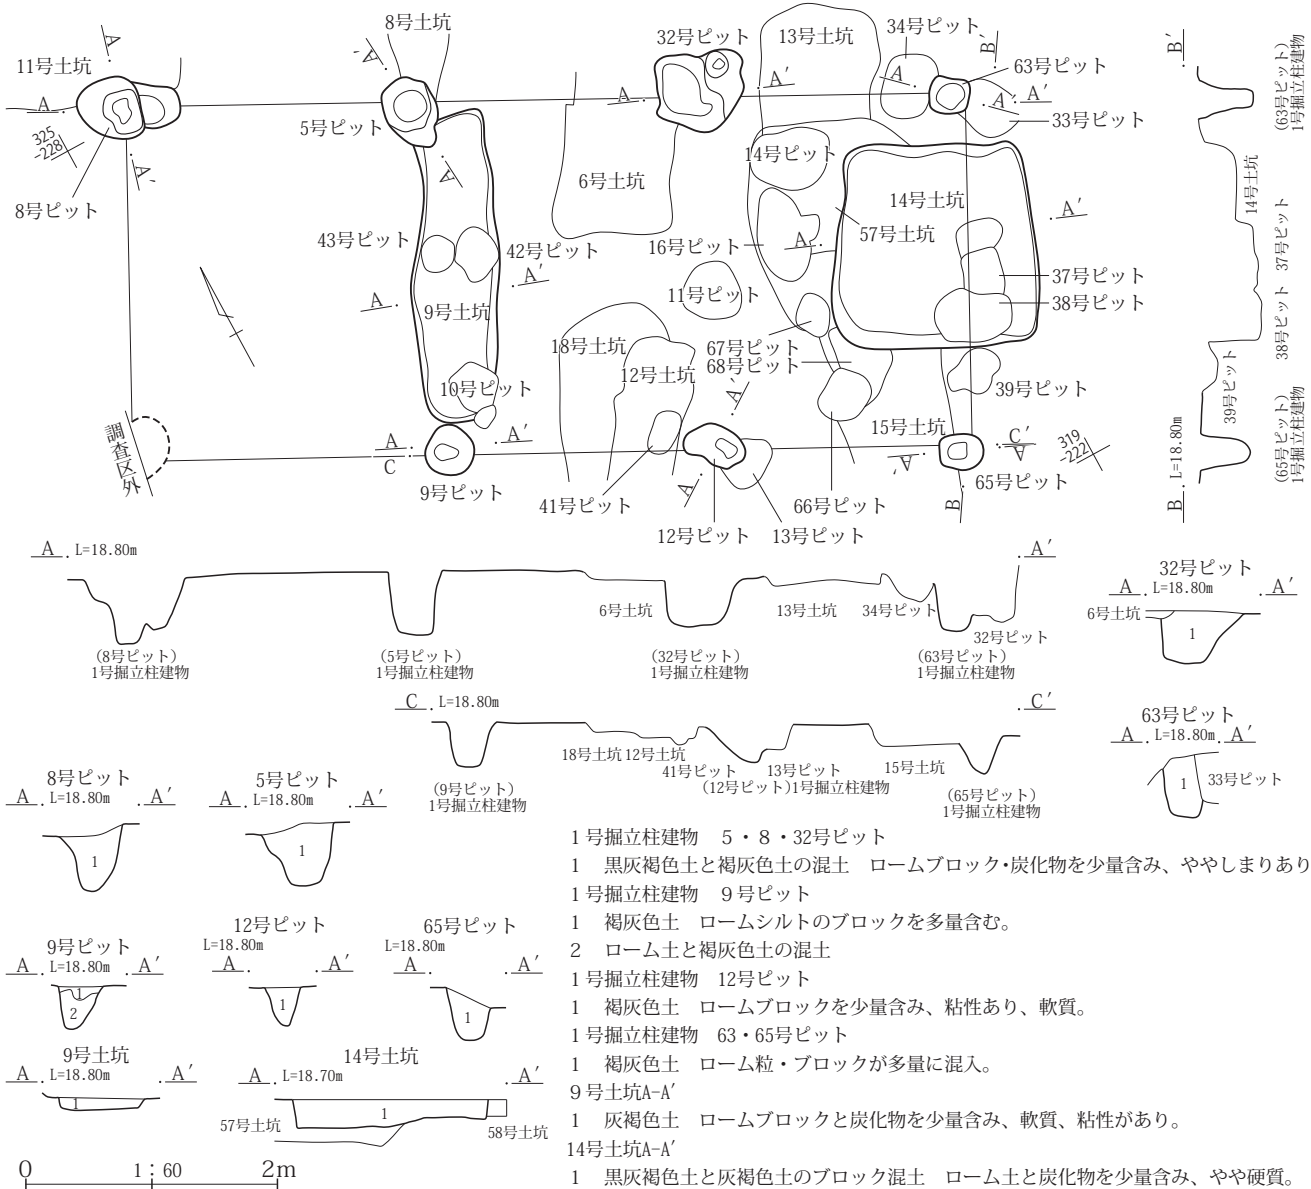 8号土坑
11号土坑
A
A
A′
32号ピット
13号土坑
34号ピット
B′
63号ピット
A
A′
A
A
A′
33号ピット
325
-228
5号ピット
A′
A′
14号ピット
8号ピット
6号土坑
14号土坑
A′
43号ピット
42号ピット
16号ピット
A
57号土坑
A
A′
11号ピット
37号ピット
38号ピット
9号土坑
18号土坑
67号ピット
68号ピット
12号土坑
10号ピット
A′
39号ピット
調査区外
A
C
A′
15号土坑
C′
A
319
-222
A′
9号ピット
A
41号ピット
66号ピット
B
65号ピット
12号ピット
13号ピット
B′
(63号ピット)
1号掘立柱建物
14号土坑
37号ピット
38号ピット
39号ピット
(65号ピット)
1号掘立柱建物
B
L=18.80m
A
L=18.80m
A′
6号土坑
13号土坑
34号ピット
32号ピット
(8号ピット)
1号掘立柱建物
(5号ピット)
1号掘立柱建物
(32号ピット)
1号掘立柱建物
(63号ピット)
1号掘立柱建物
32号ピット
A L=18.80m A′
6号土坑
1
C L=18.80m C′
18号土坑 12号土坑
41号ピット
13号ピット
15号土坑
(9号ピット)
1号掘立柱建物
(12号ピット)1号掘立柱建物
(65号ピット)
1号掘立柱建物
63号ピット
A L=18.80m A′
1
33号ピット
8号ピット
A L=18.80m A′
1
5号ピット
A L=18.80m A′
1
9号ピット
A L=18.80m A′
1
2
12号ピット
L=18.80m
A A′
1
65号ピット
L=18.80m
A A′
1
9号土坑
A L=18.80m A′
1
14号土坑
A L=18.70m A′
1
57号土坑
58号土坑
0 1：60 2m
1号掘立柱建物　5・8・32号ピット
1　黒灰褐色土と褐灰色土の混土　ロームブロック・炭化物を少量含み、ややしまりあり
1号掘立柱建物　9号ピット
1　褐灰色土　ロームシルトのブロックを多量含む。
2　ローム土と褐灰色土の混土
1号掘立柱建物　12号ピット
1　褐灰色土　ロームブロックを少量含み、粘性あり、軟質。
1号掘立柱建物　63・65号ピット
1　褐灰色土　ローム粒・ブロックが多量に混入。
9号土坑A-A′
1　灰褐色土　ロームブロックと炭化物を少量含み、軟質、粘性があり。
14号土坑A-A′
1　黒灰褐色土と灰褐色土のブロック混土　ローム土と炭化物を少量含み、やや硬質。